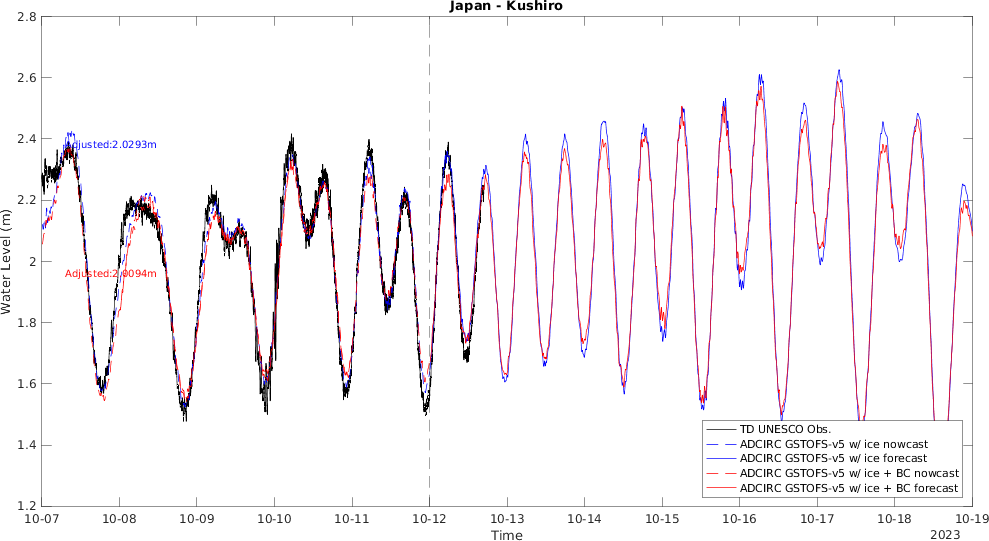 Japan - Kushiro
2.8
2.6
2.4
2.2
2
1.8
1.6
1.4
1.2
Water Level (m)
Adjusted:2.0293m
Adjusted:2.0094m
TD UNESCO Obs.
ADCIRC GSTOFS-v5 w/ ice nowcast
ADCIRC GSTOFS-v5 w/ ice forecast
ADCIRC GSTOFS-v5 w/ ice + BC nowcast
ADCIRC GSTOFS-v5 w/ ice + BC forecast
10-07 10-08 10-09 10-10 10-11 10-12 10-13 10-14 10-15 10-16 10-17 10-18 10-19
Time
2023